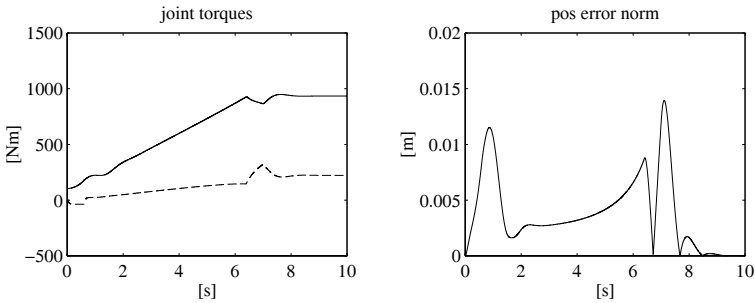 joint torques
1500
1000
500
0
−500
[Nm]
0 2 4 6 8 10
[s]
pos error norm
0.02
0.015
0.01
0.005
0
[m]
0 2 4 6 8 10
[s]